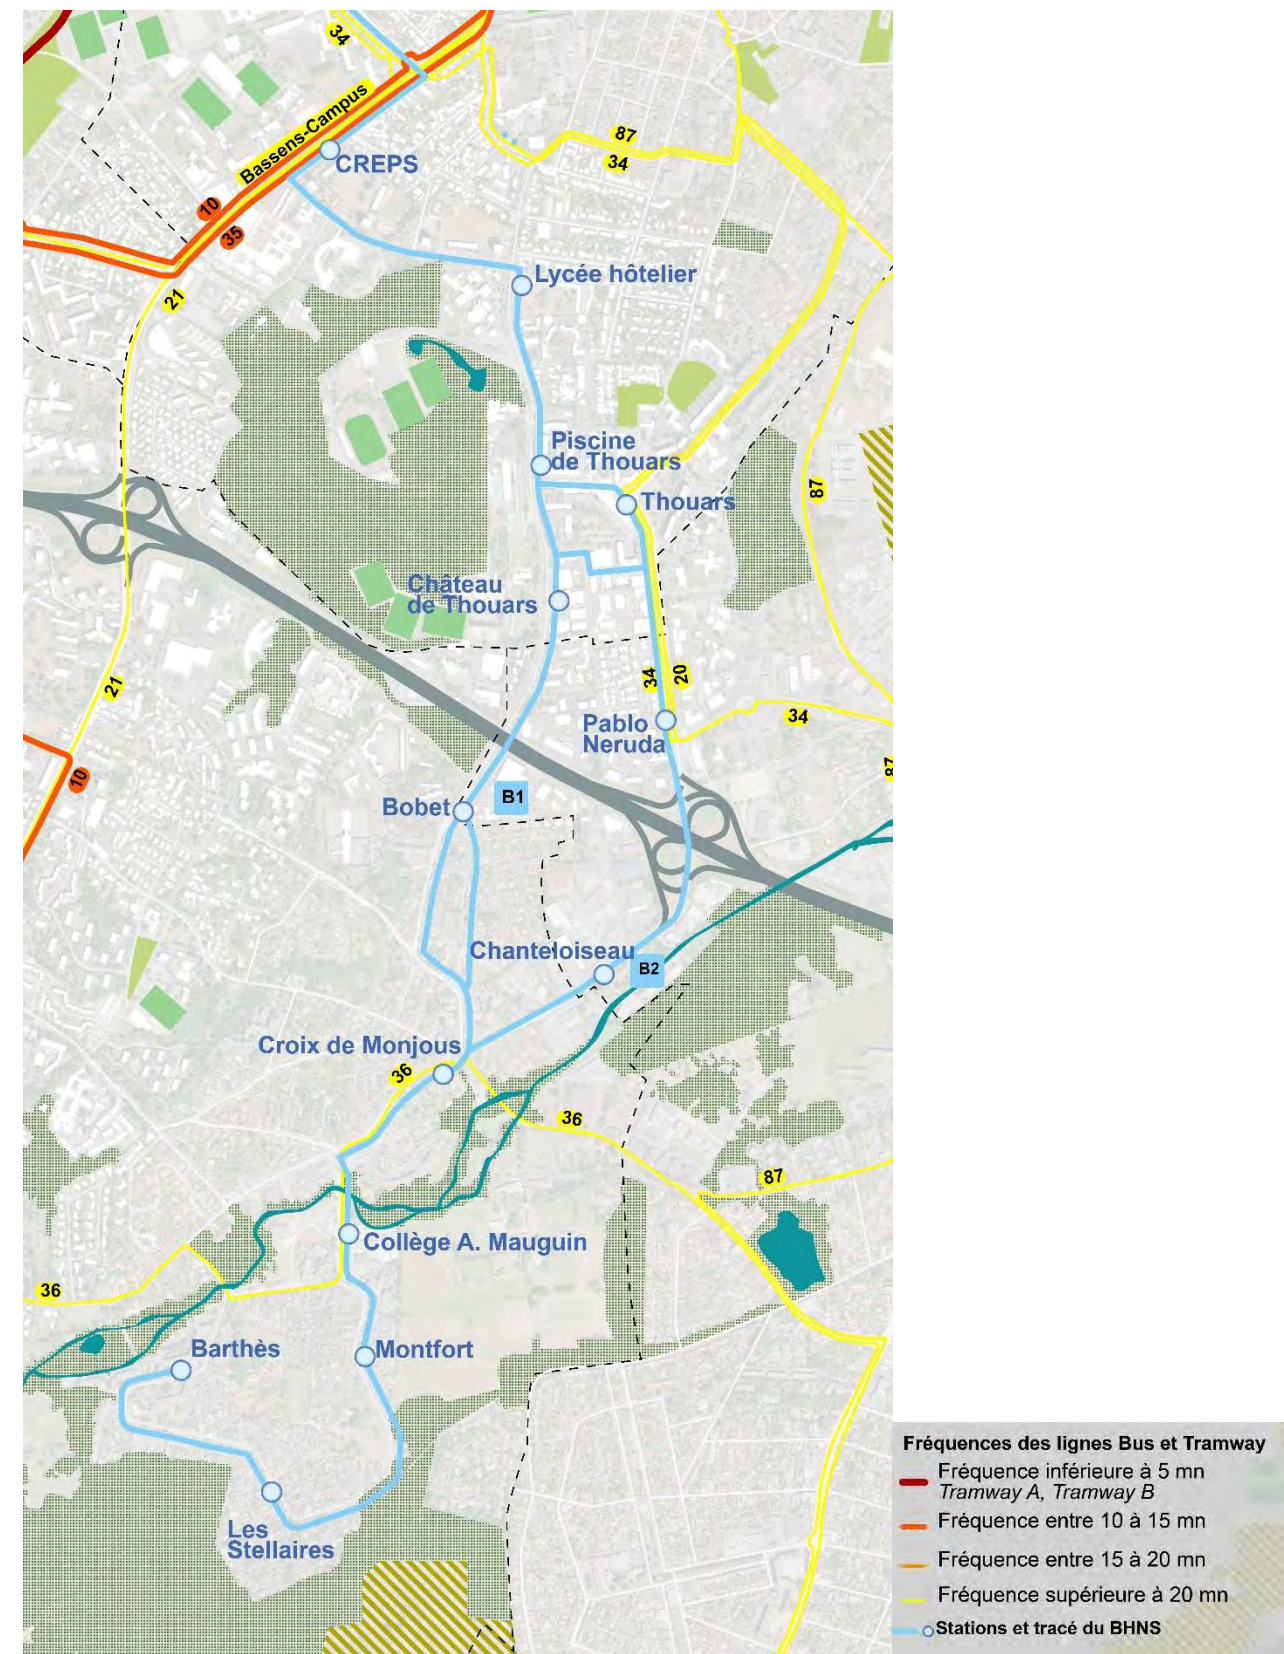 34
Bassens-Campus
87
34
CREPS
10
35
Lycée hôtelier
21
Piscine
de Thouars
Thouars
87
Château
de Thouars
34
20
21
34
Pablo
Neruda
87
10
B1
Bobet
Chanteloiseau
B2
Croix de Monjous
36
36
87
Collège A. Mauguin
36
Barthès
Montfort
Les
Stellaires
Fréquences des lignes Bus et Tramway
Fréquence inférieure à 5 mn
Tramway A, Tramway B
Fréquence entre 10 à 15 mn
Fréquence entre 15 à 20 mn
Fréquence supérieure à 20 mn
Stations et tracé du BHNS